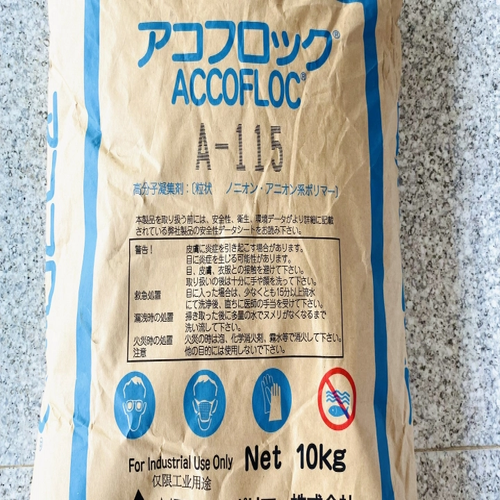 アコフロック®
ACCOFLOC®
A-115
高分子凝集剤:〔粒状 ノニオン・アニオン系ポリマー〕
本製品を取り扱う前には、安全性、衛生、環境データがより詳細に記載
されている弊社製品の安全性データシートをお読み下さい。
警告! 皮膚に炎症を引き起こす場合があります。
目に炎症を生じる可能性があります。
目、皮膚、衣服との接触を避けて下さい。
取り扱いの後は十分に手や顔を洗って下さい。
救急処置 目に入った場合は、少なくとも15分以上流水
にて洗浄後、直ちに医師の手当を受けて下さい。
漏洩時の処置 掃き取った後に多量の水でヌメリがなくなるまで
洗い流して下さい。
火災時の処置 火災の時は泡、化学消火剤、霧水等で消火して下さい。
注意 他の目的には使用しないで下さい。
For Industrial Use Only Net 10kg
仅限工业用途